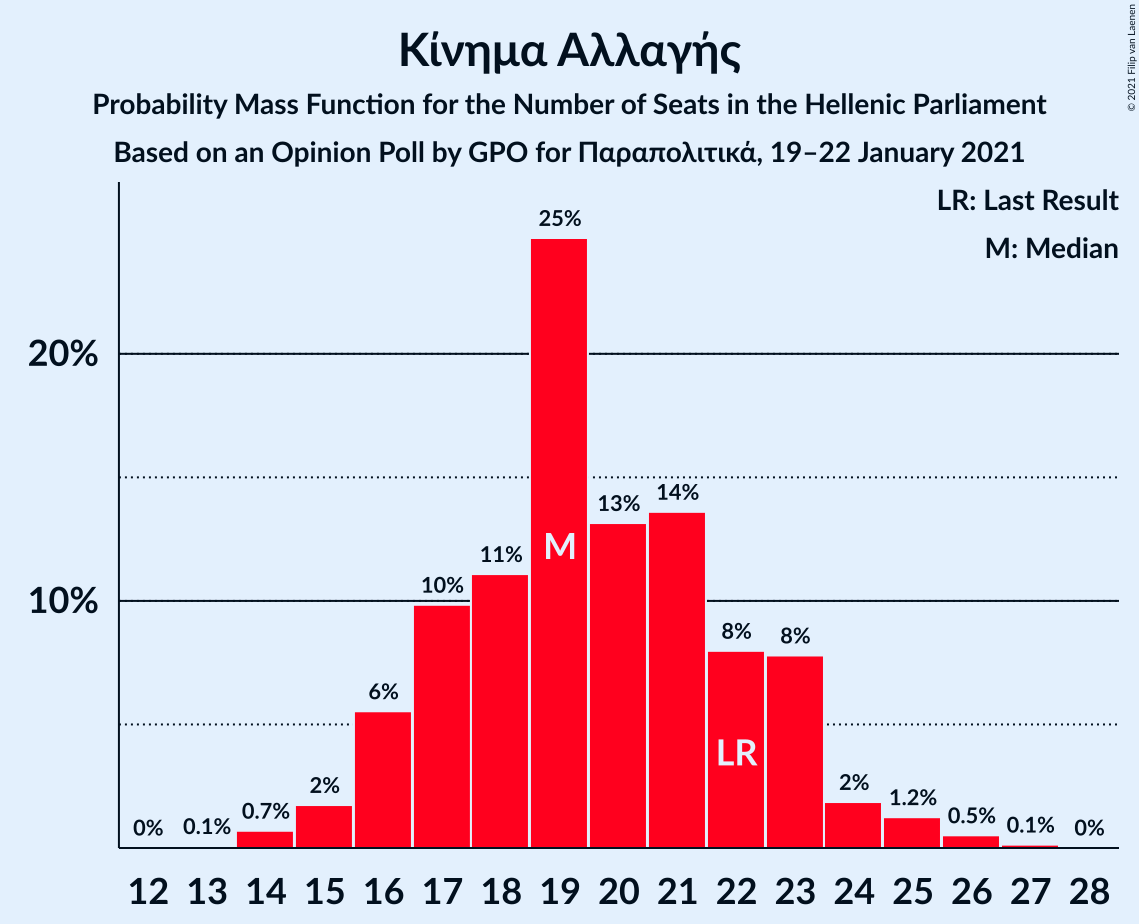 Κίνημα Αλλαγής
Probability Mass Function for the Number of Seats in the Hellenic Parliament
Based on an Opinion Poll by GPO for Παραπολιτικά, 19–22 January 2021
© 2021 Filip van Laenen
LR: Last Result
M: Median
20%
10%
0%
0.1%
0.7%
2%
6%
10%
11%
25%
13%
14%
8%
8%
2%
1.2%
0.5%
0.1%
0%
M
LR
12 13 14 15 16 17 18 19 20 21 22 23 24 25 26 27 28